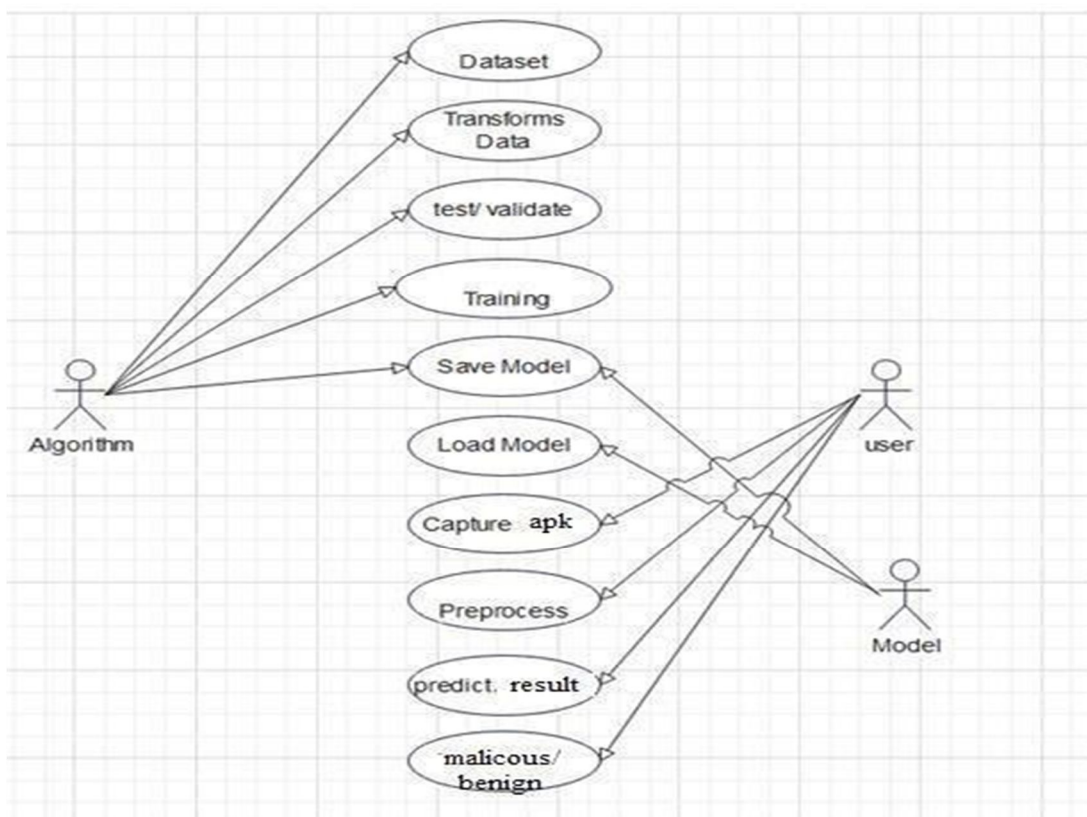 Dataset
Transforms
Data
test/ validate
Training
Save Model
Algorithm
user
Load Model
Capture apk
Preprocess
Model
predict. result
malicous/
benign